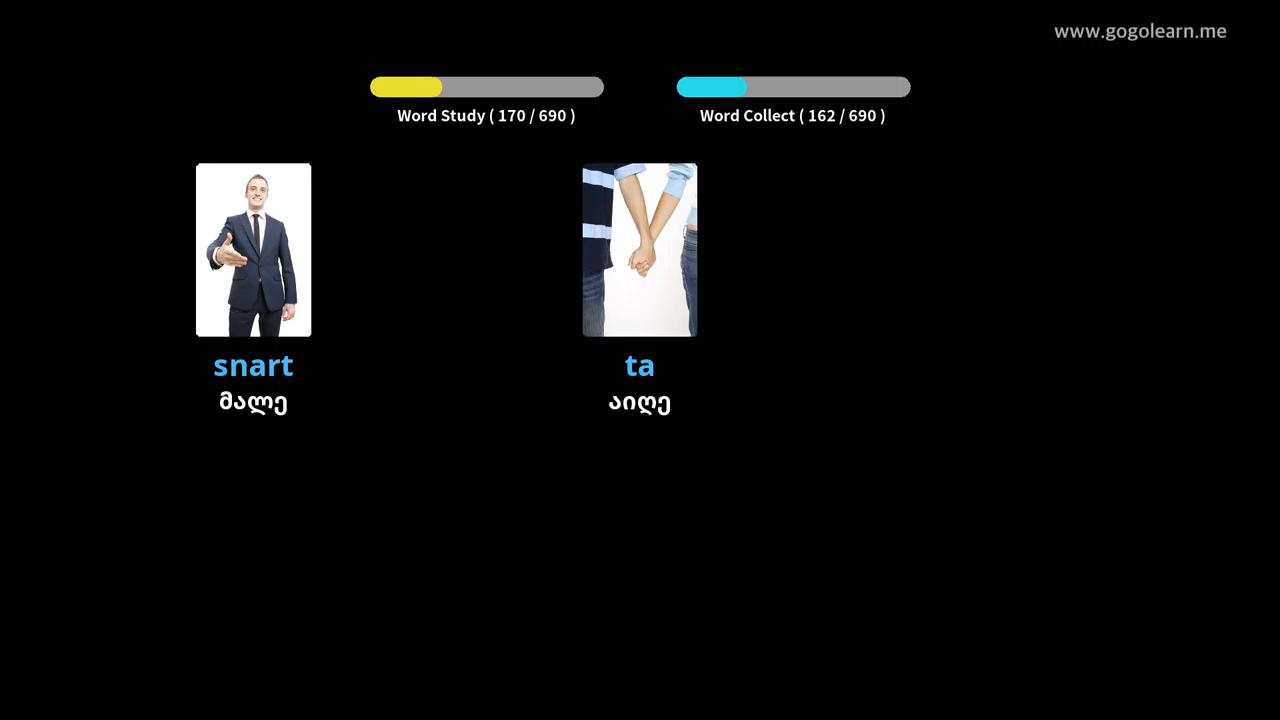 www.gogolearn.me
Word Study ( 170 / 690 )
Word Collect ( 162 / 690 )
snart
მალე
ta
აიღე